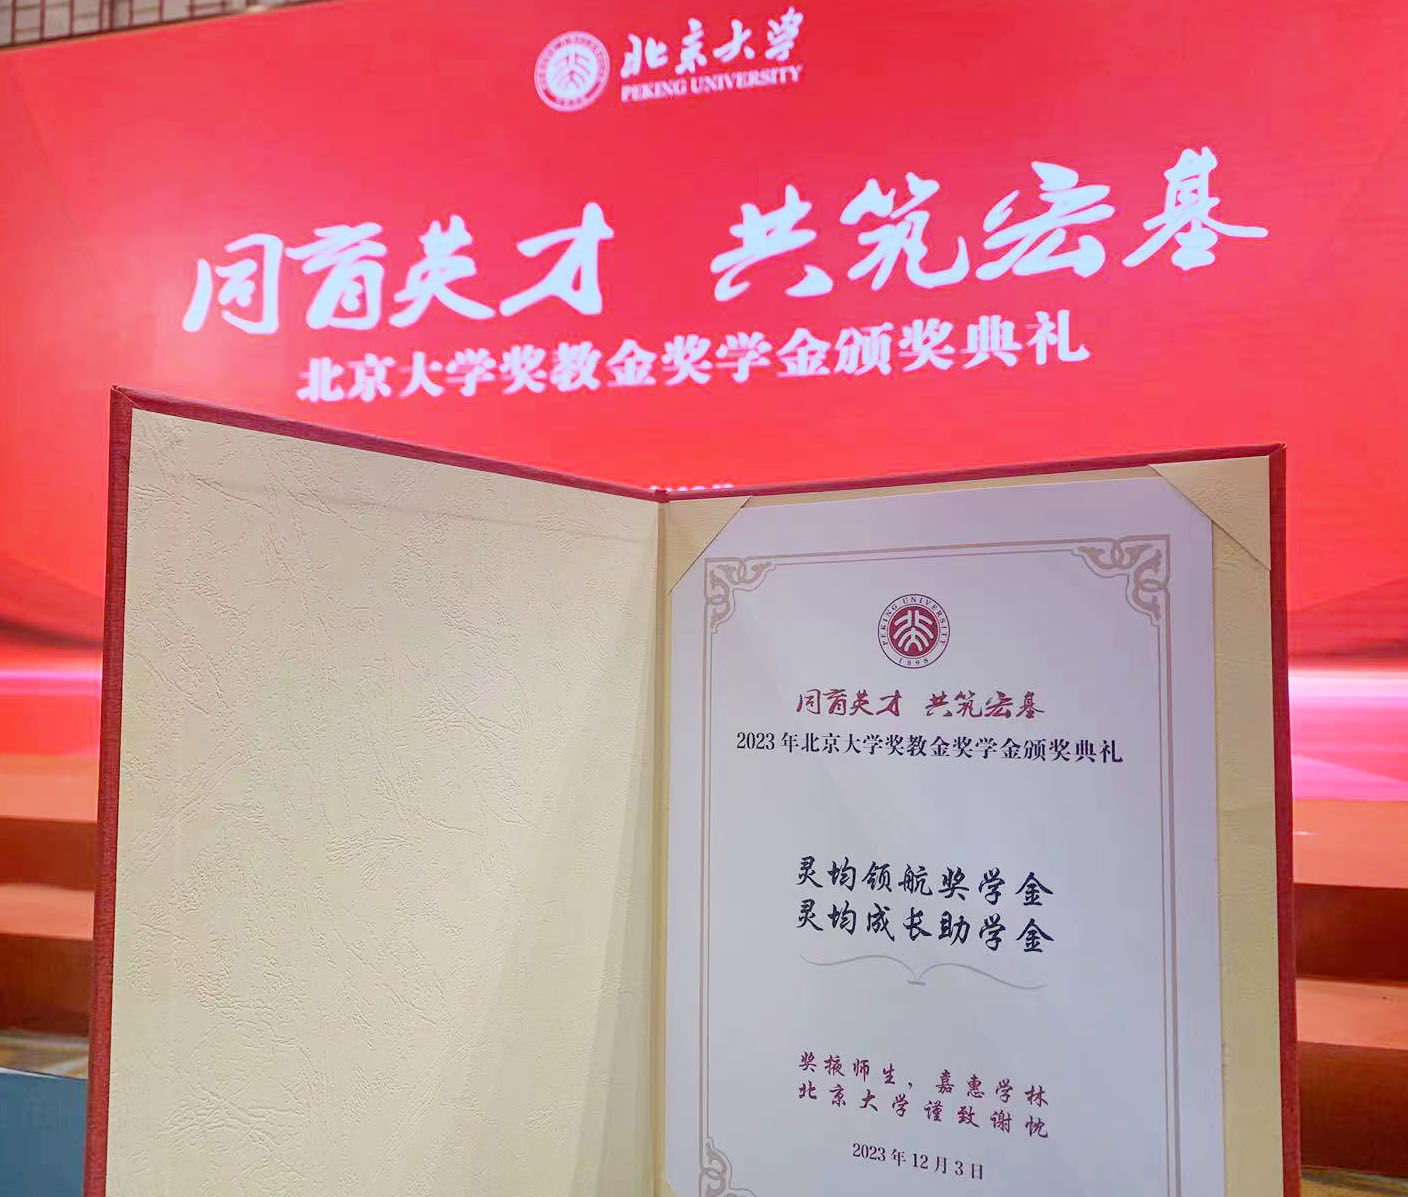 北京大学
PEKING UNIVERSITY
同育英才 共筑宏基
北京大学奖教金奖学金颁奖典礼
PEKING UNIVERSITY
1898
同育英才 共筑宏基
2023年北京大学奖教金奖学金颁奖典礼
灵均领航奖学金
灵均成长助学金
奖掖师生，嘉惠学林
北京大学谨致谢忱
2023年12月3日